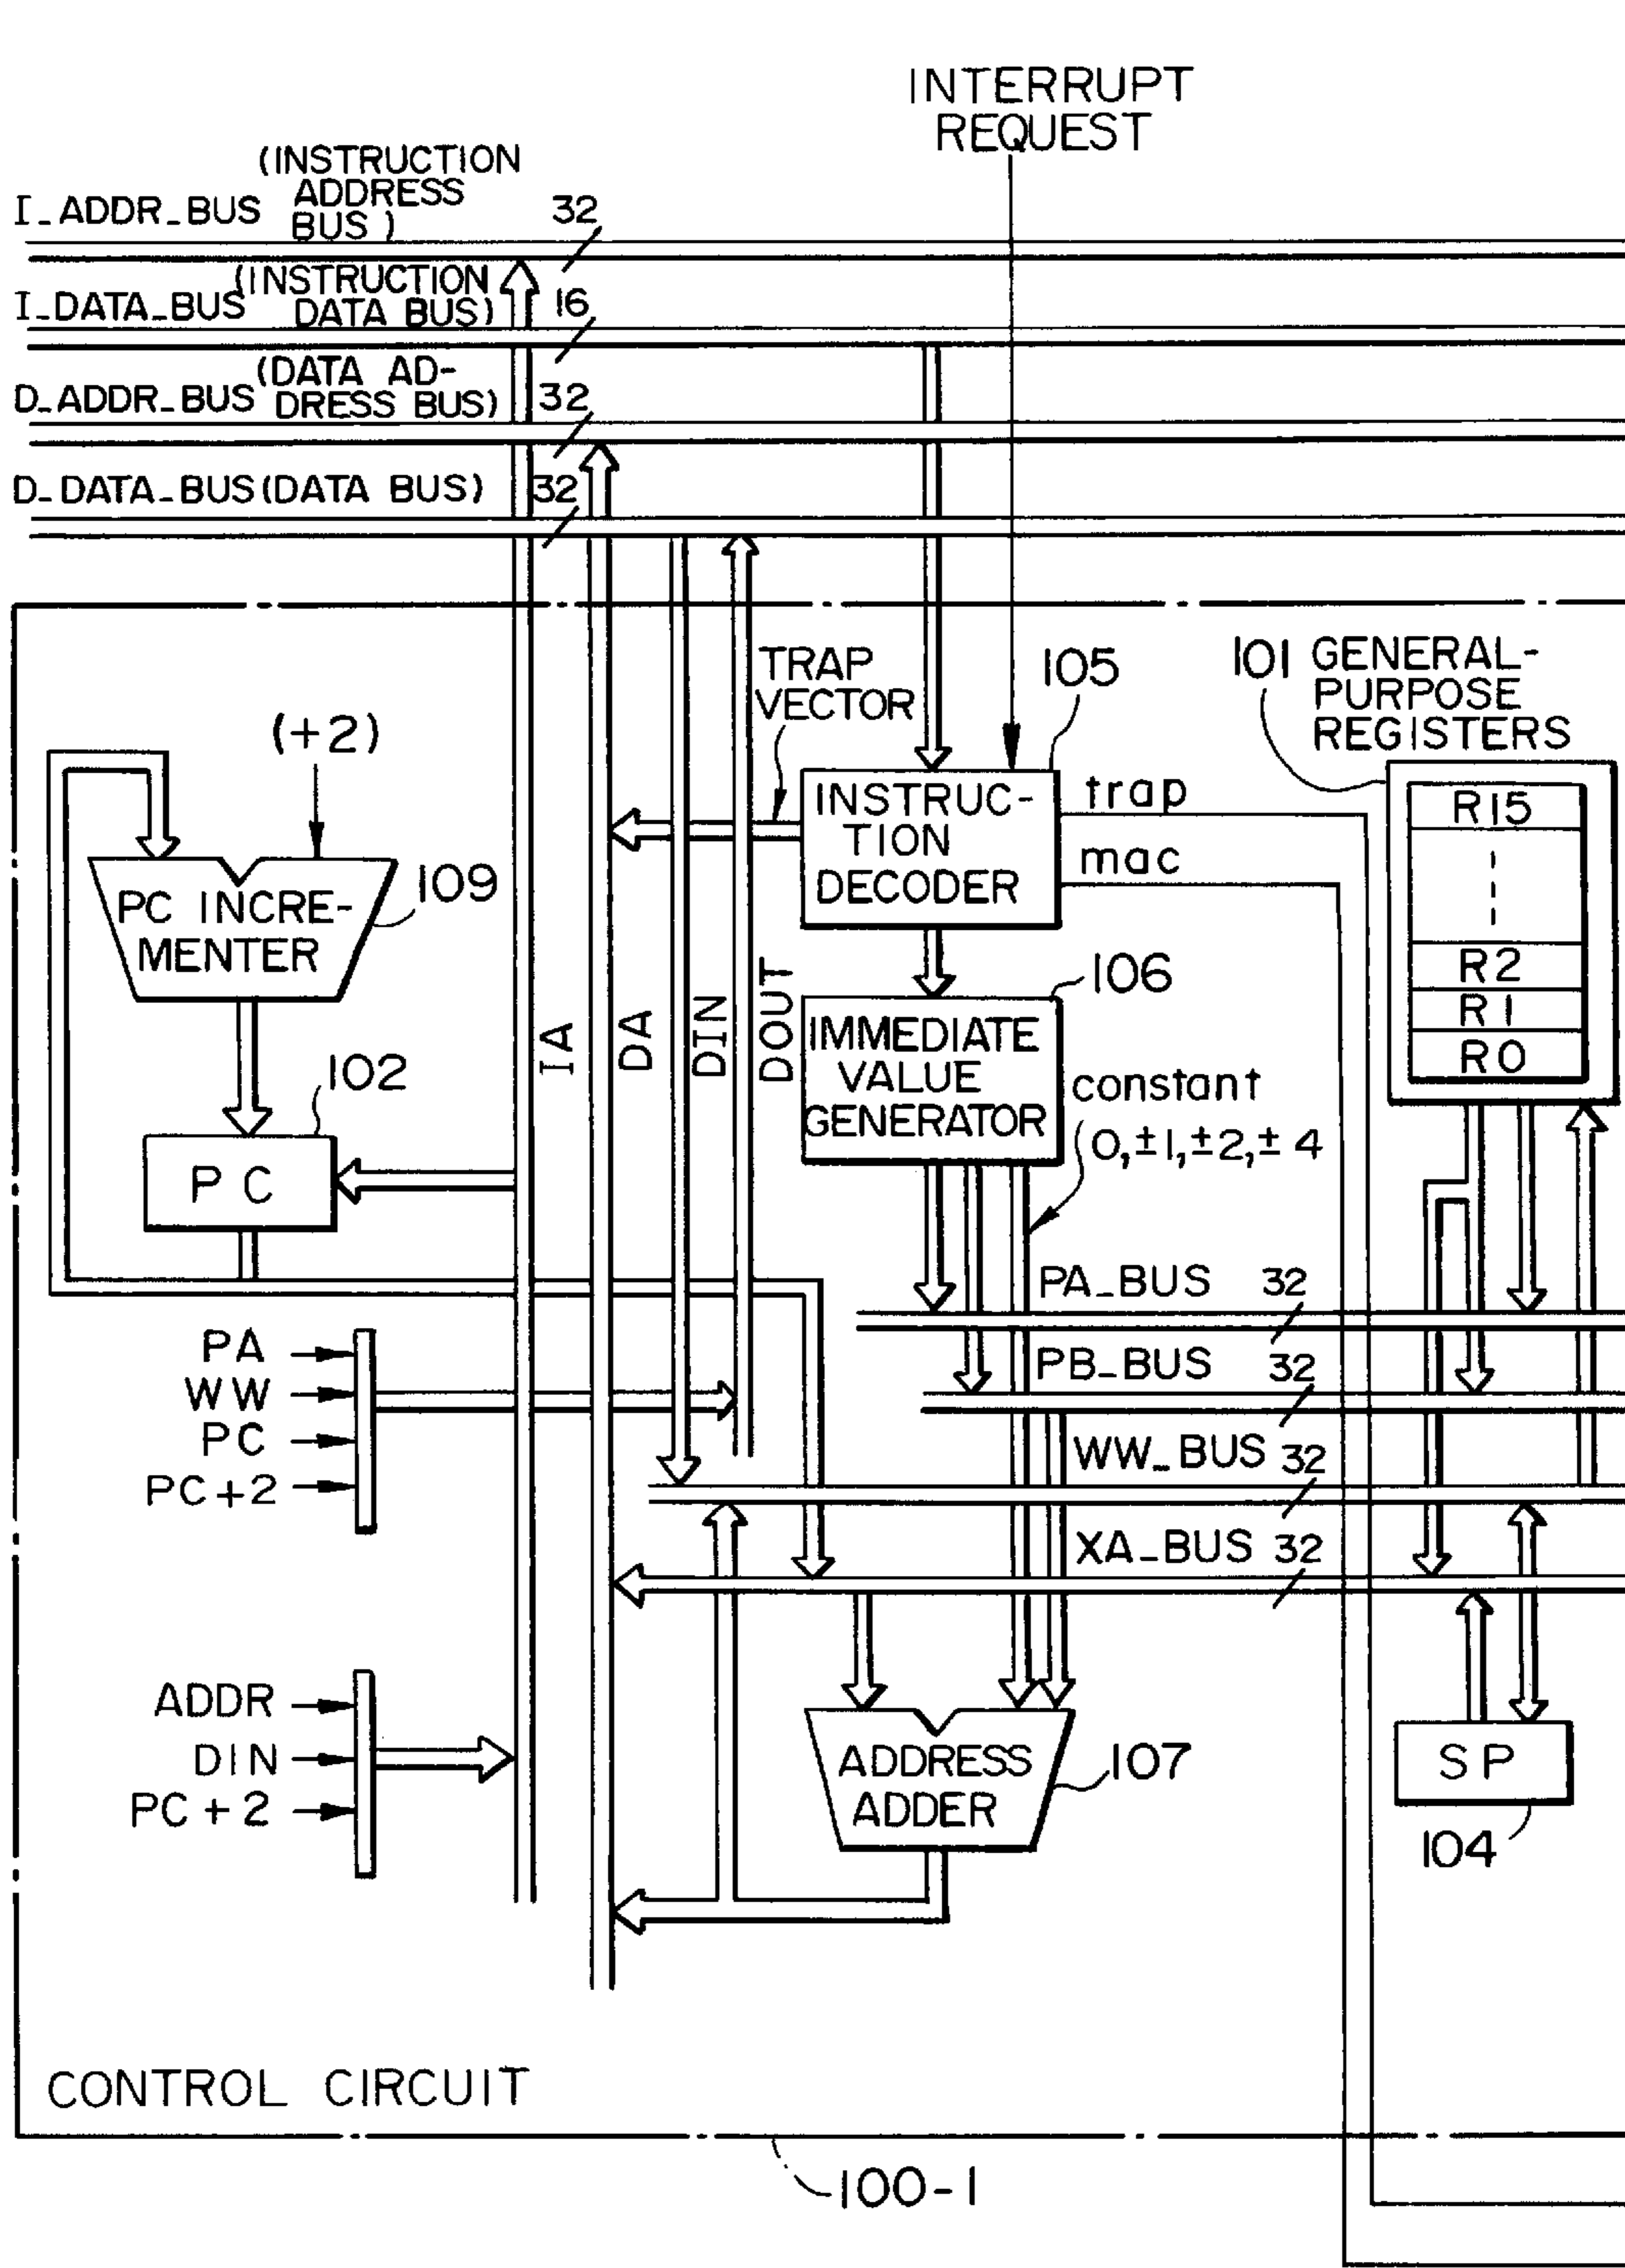 INTERRUPT
REQUEST
I_ADDR_BUS (INSTRUCTION
ADDRESS
BUS)
32
I_DATA_BUS (INSTRUCTION
DATA BUS)
16
D_ADDR_BUS (DATA AD-
DRESS BUS)
32
D_DATA_BUS (DATA BUS)
32
TRAP
VECTOR
105
101 GENERAL-
PURPOSE
REGISTERS
(+2)
INSTRUC-
TION
DECODER
trap
mac
R15
R2
R1
R0
PC INCRE-
MENTER
109
106
IA
DA
DIN
DOUT
IMMEDIATE
VALUE
GENERATOR
constant
0,±1,±2,±4
102
PC
PA_BUS 32
PB_BUS 32
WW_BUS 32
XA_BUS 32
PA
WW
PC
PC+2
ADDR
DIN
PC+2
ADDRESS
ADDER
107
SP
104
CONTROL CIRCUIT
100-1